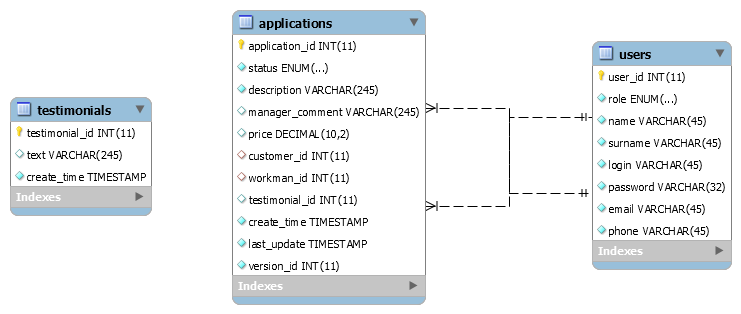 testimonials
testimonial_id INT(11)
text VARCHAR(245)
create_time TIMESTAMP
Indexes
applications
application_id INT(11)
status ENUM(...)
description VARCHAR(245)
manager_comment VARCHAR(245)
price DECIMAL(10,2)
customer_id INT(11)
workman_id INT(11)
testimonial_id INT(11)
create_time TIMESTAMP
last_update TIMESTAMP
version_id INT(11)
Indexes
users
user_id INT(11)
role ENUM(...)
name VARCHAR(45)
surname VARCHAR(45)
login VARCHAR(45)
password VARCHAR(32)
email VARCHAR(45)
phone VARCHAR(45)
Indexes